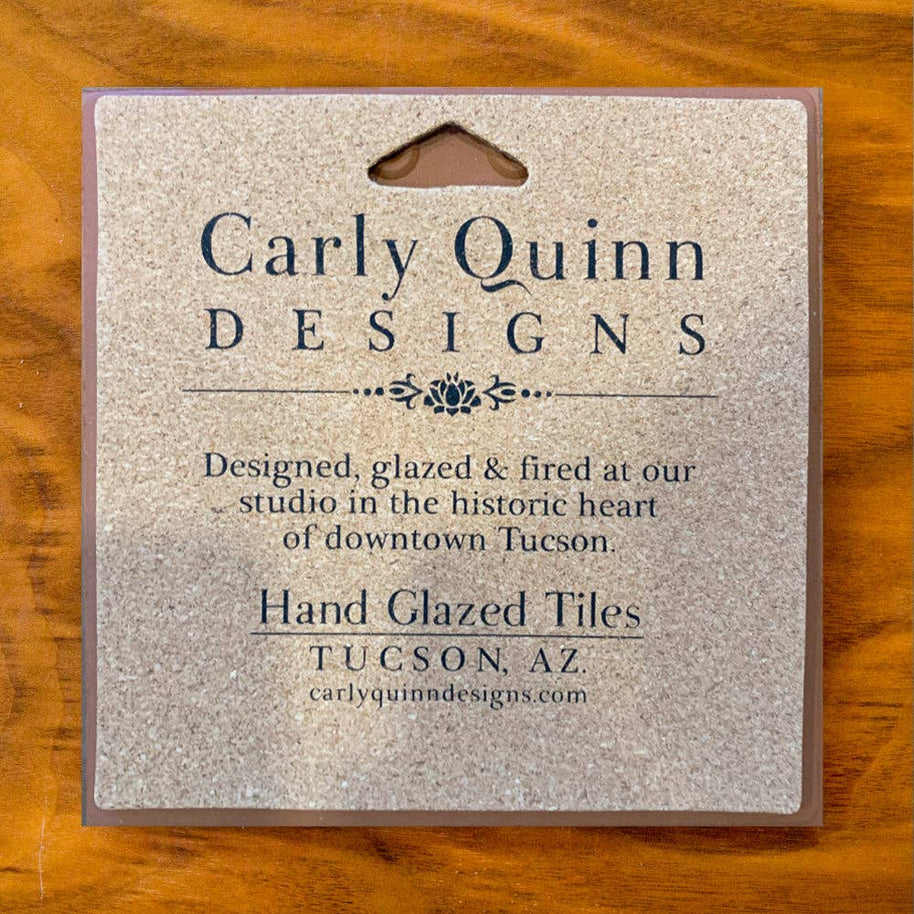 Carly Quinn
DESIGNS
Designed, glazed & fired at our
studio in the historic heart
of downtown Tucson.
Hand Glazed Tiles
TUCSON, AZ.
carlyquinndesigns.com